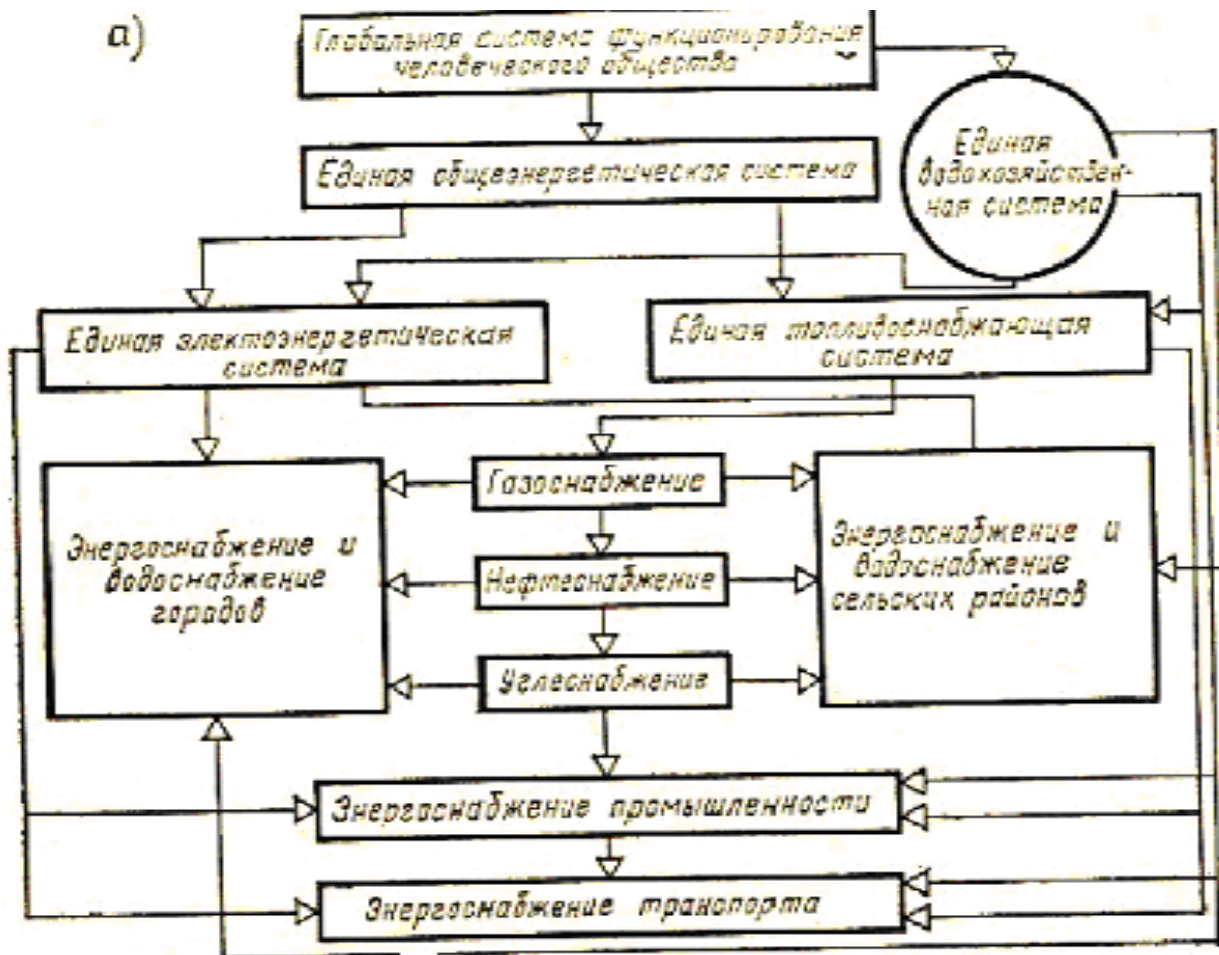 а)
Глобальная система функционирования
человеческого общества
Единая общеэнергетическая система
Единая
водохозяйствен-
ная система
Единая электоэнергетическая
система
Единая топливоснабжающая
система
Газоснабжение
Энергоснабжение и
водоснабжение
городов
Нефтеснабжение
Энергоснабжение и
водоснабжение
сельских районов
Углеснабжение
Энергоснабжение промышленности
Энергоснабжение транспорта